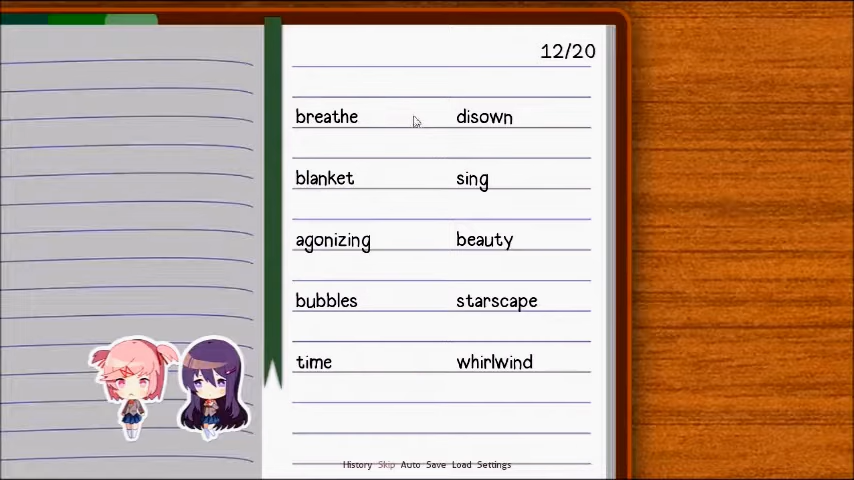 12/20
breathe disown
blanket sing
agonizing beauty
bubbles starscape
time whirlwind
History Skip Auto Save Load Settings